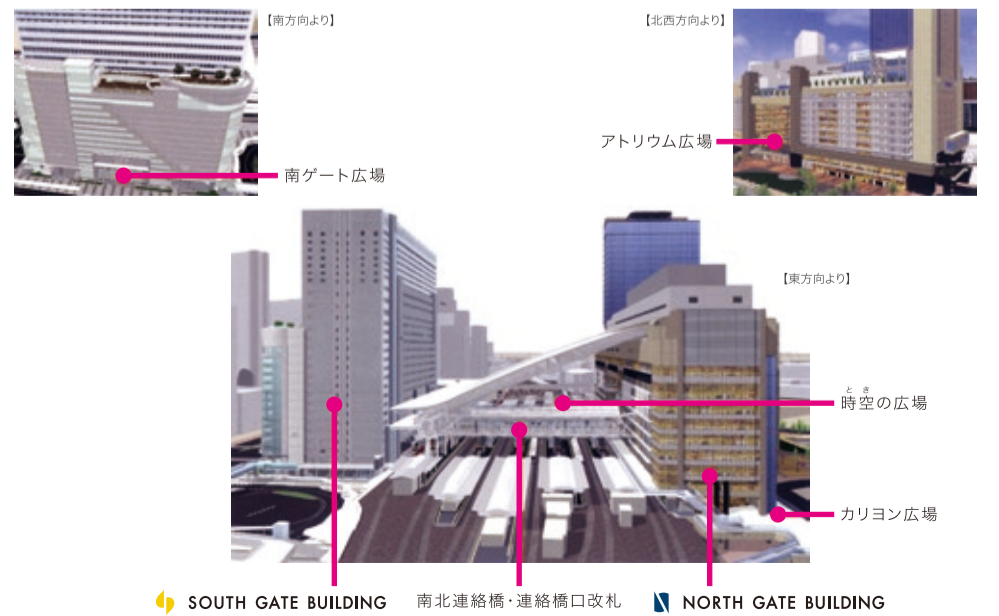 【南方向より】
【北西方向より】
アトリウム広場
南ゲート広場
【東方向より】
とき
時空の広場
カリヨン広場
SOUTH GATE BUILDING
南北連絡橋・連絡橋口改札
NORTH GATE BUILDING